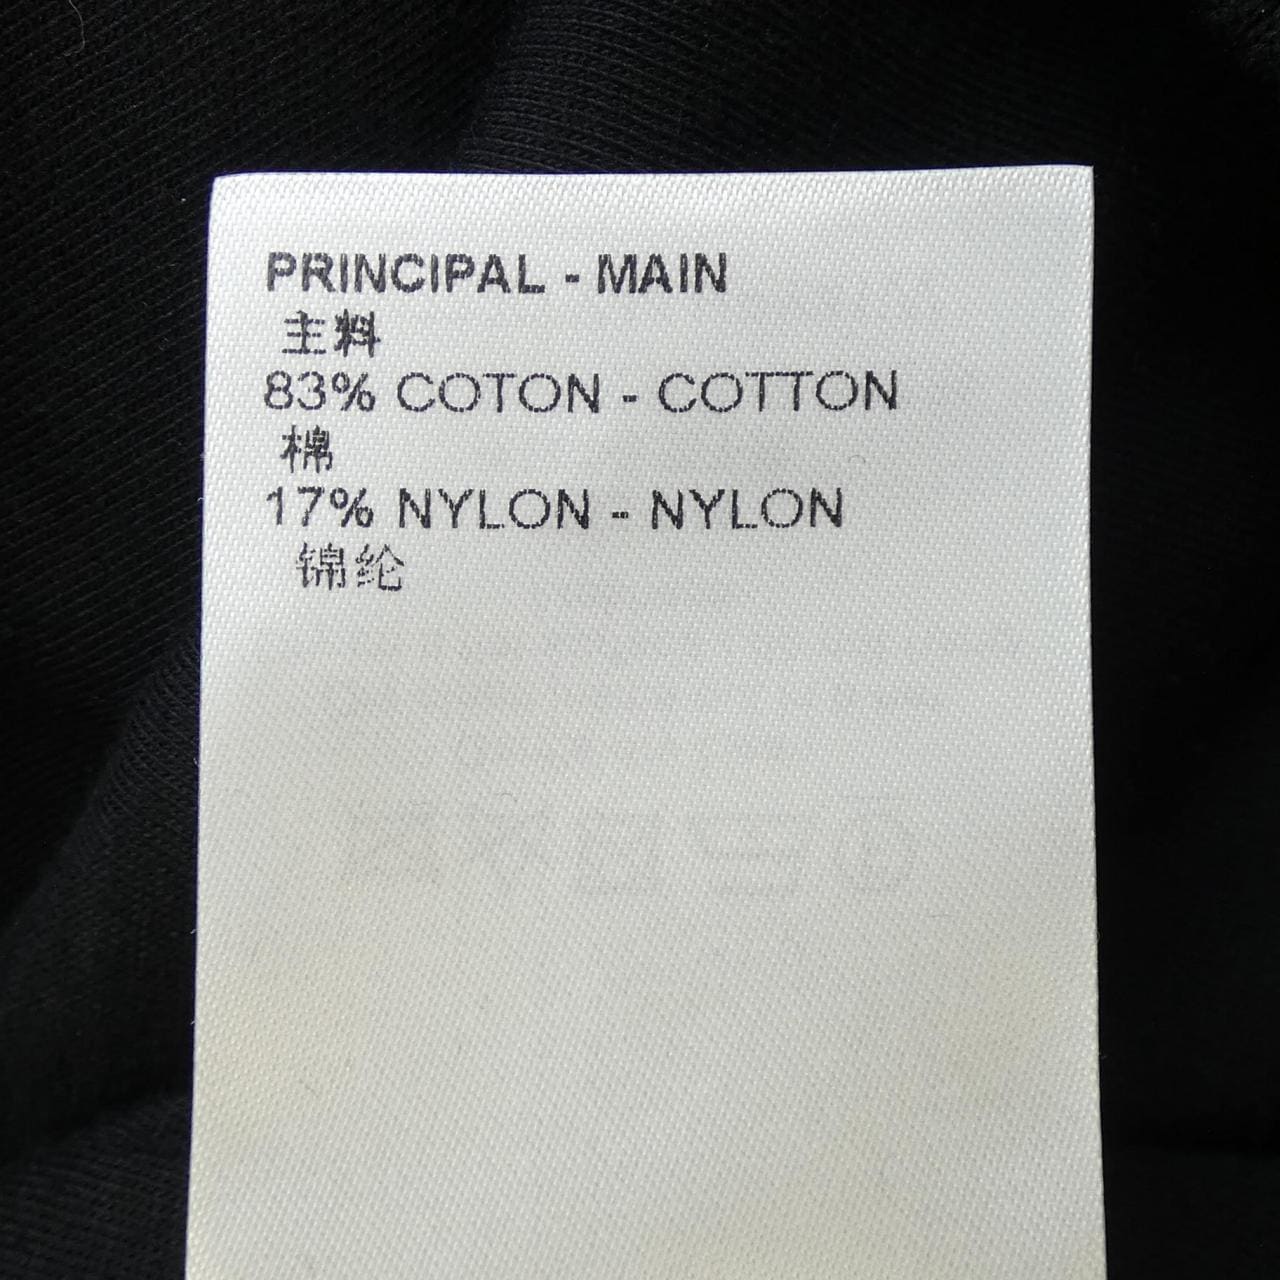 PRINCIPAL - MAIN
主料
83% COTON - COTTON
棉
17% NYLON - NYLON
锦纶